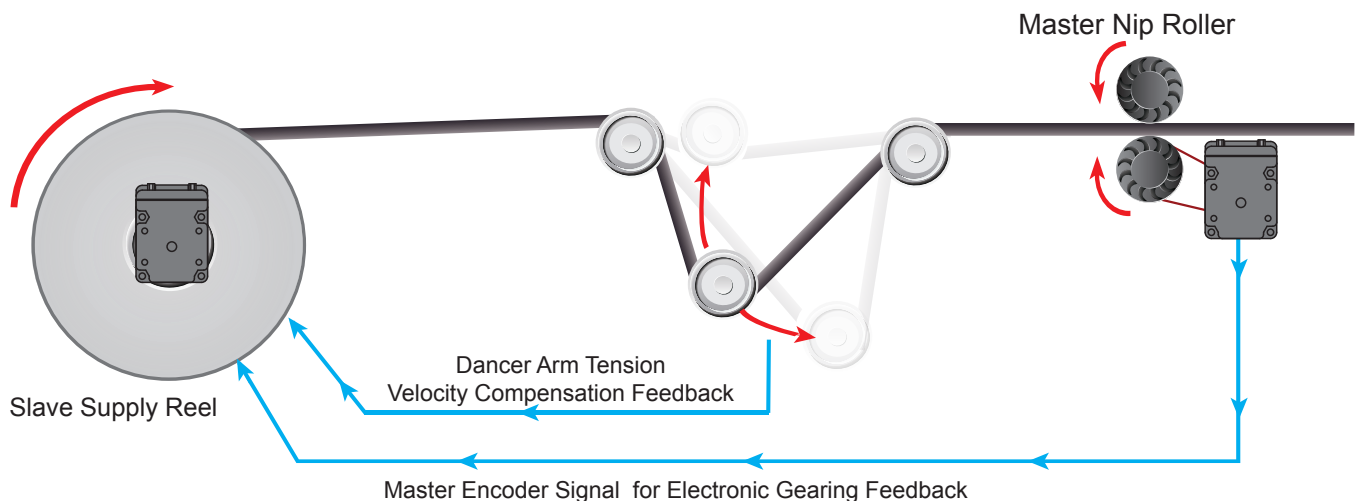 Master Nip Roller
Dancer Arm Tension
Velocity Compensation Feedback
Slave Supply Reel
Master Encoder Signal for Electronic Gearing Feedback